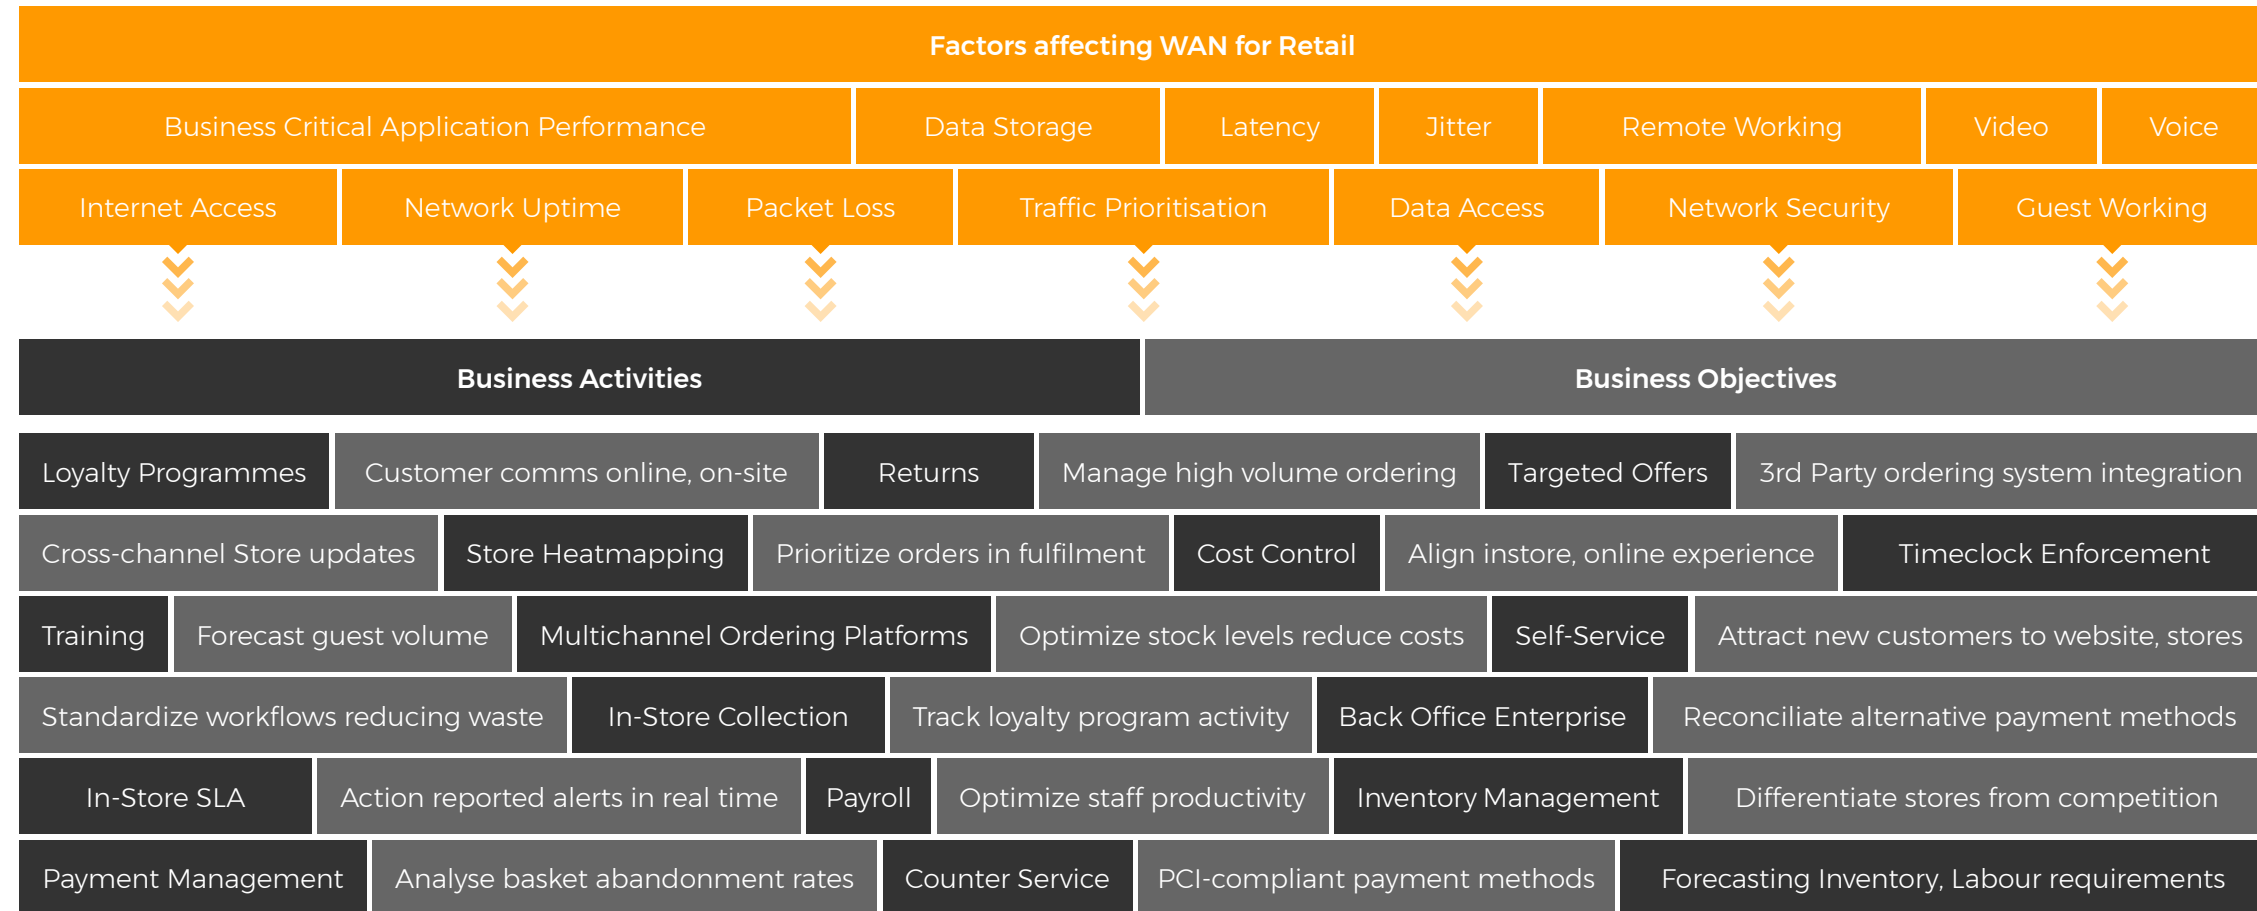 Factors affecting WAN for Retail
Business Critical Application Performance
Data Storage
Latency
Jitter
Remote Working
Video
Voice
Internet Access
Network Uptime
Packet Loss
Traffic Prioritisation
Data Access
Network Security
Guest Working
Business Activities
Business Objectives
Loyalty Programmes
Customer comms online, on-site
Returns
Manage high volume ordering
Targeted Offers
3rd Party ordering system integration
Cross-channel Store updates
Store Heatmapping
Prioritize orders in fulfilment
Cost Control
Align instore, online experience
Timeclock Enforcement
Training
Forecast guest volume
Multichannel Ordering Platforms
Optimize stock levels reduce costs
Self-Service
Attract new customers to website, stores
Standardize workflows reducing waste
In-Store Collection
Track loyalty program activity
Back Office Enterprise
Reconciliate alternative payment methods
In-Store SLA
Action reported alerts in real time
Payroll
Optimize staff productivity
Inventory Management
Differentiate stores from competition
Payment Management
Analyse basket abandonment rates
Counter Service
PCI-compliant payment methods
Forecasting Inventory, Labour requirements